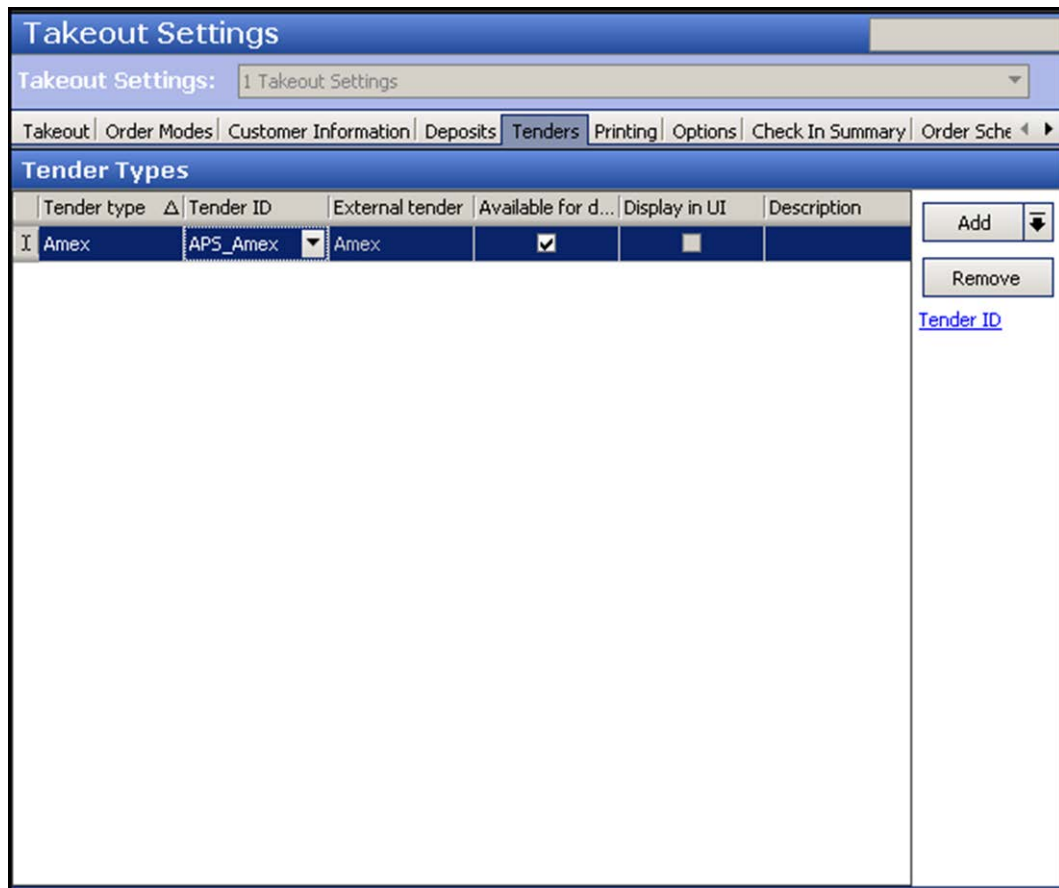 Takeout Settings
Takeout Settings: 1 Takeout Settings
Takeout Order Modes Customer Information Deposits Tenders Printing Options Check In Summary Order Sche
Tender Types
Tender type Tender ID External tender Available for d... Display in UI Description
Amex APS_Amex Amex
Add
Remove
Tender ID